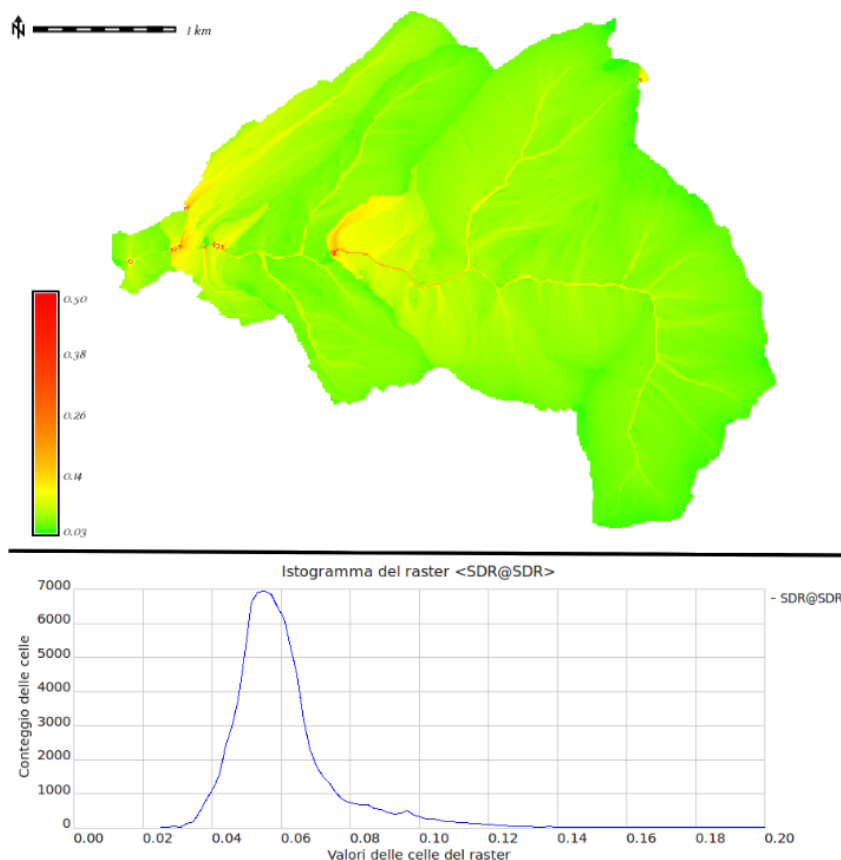 N
1 km
0.50
0.38
0.26
0.14
0.03
Istogramma del raster <SDR@SDR>
7000
6000
5000
4000
3000
2000
1000
0
Conteggio delle celle
SDR@SDR
0.00 0.02 0.04 0.06 0.08 0.10 0.12 0.14 0.16 0.18 0.20
Valori delle celle del raster